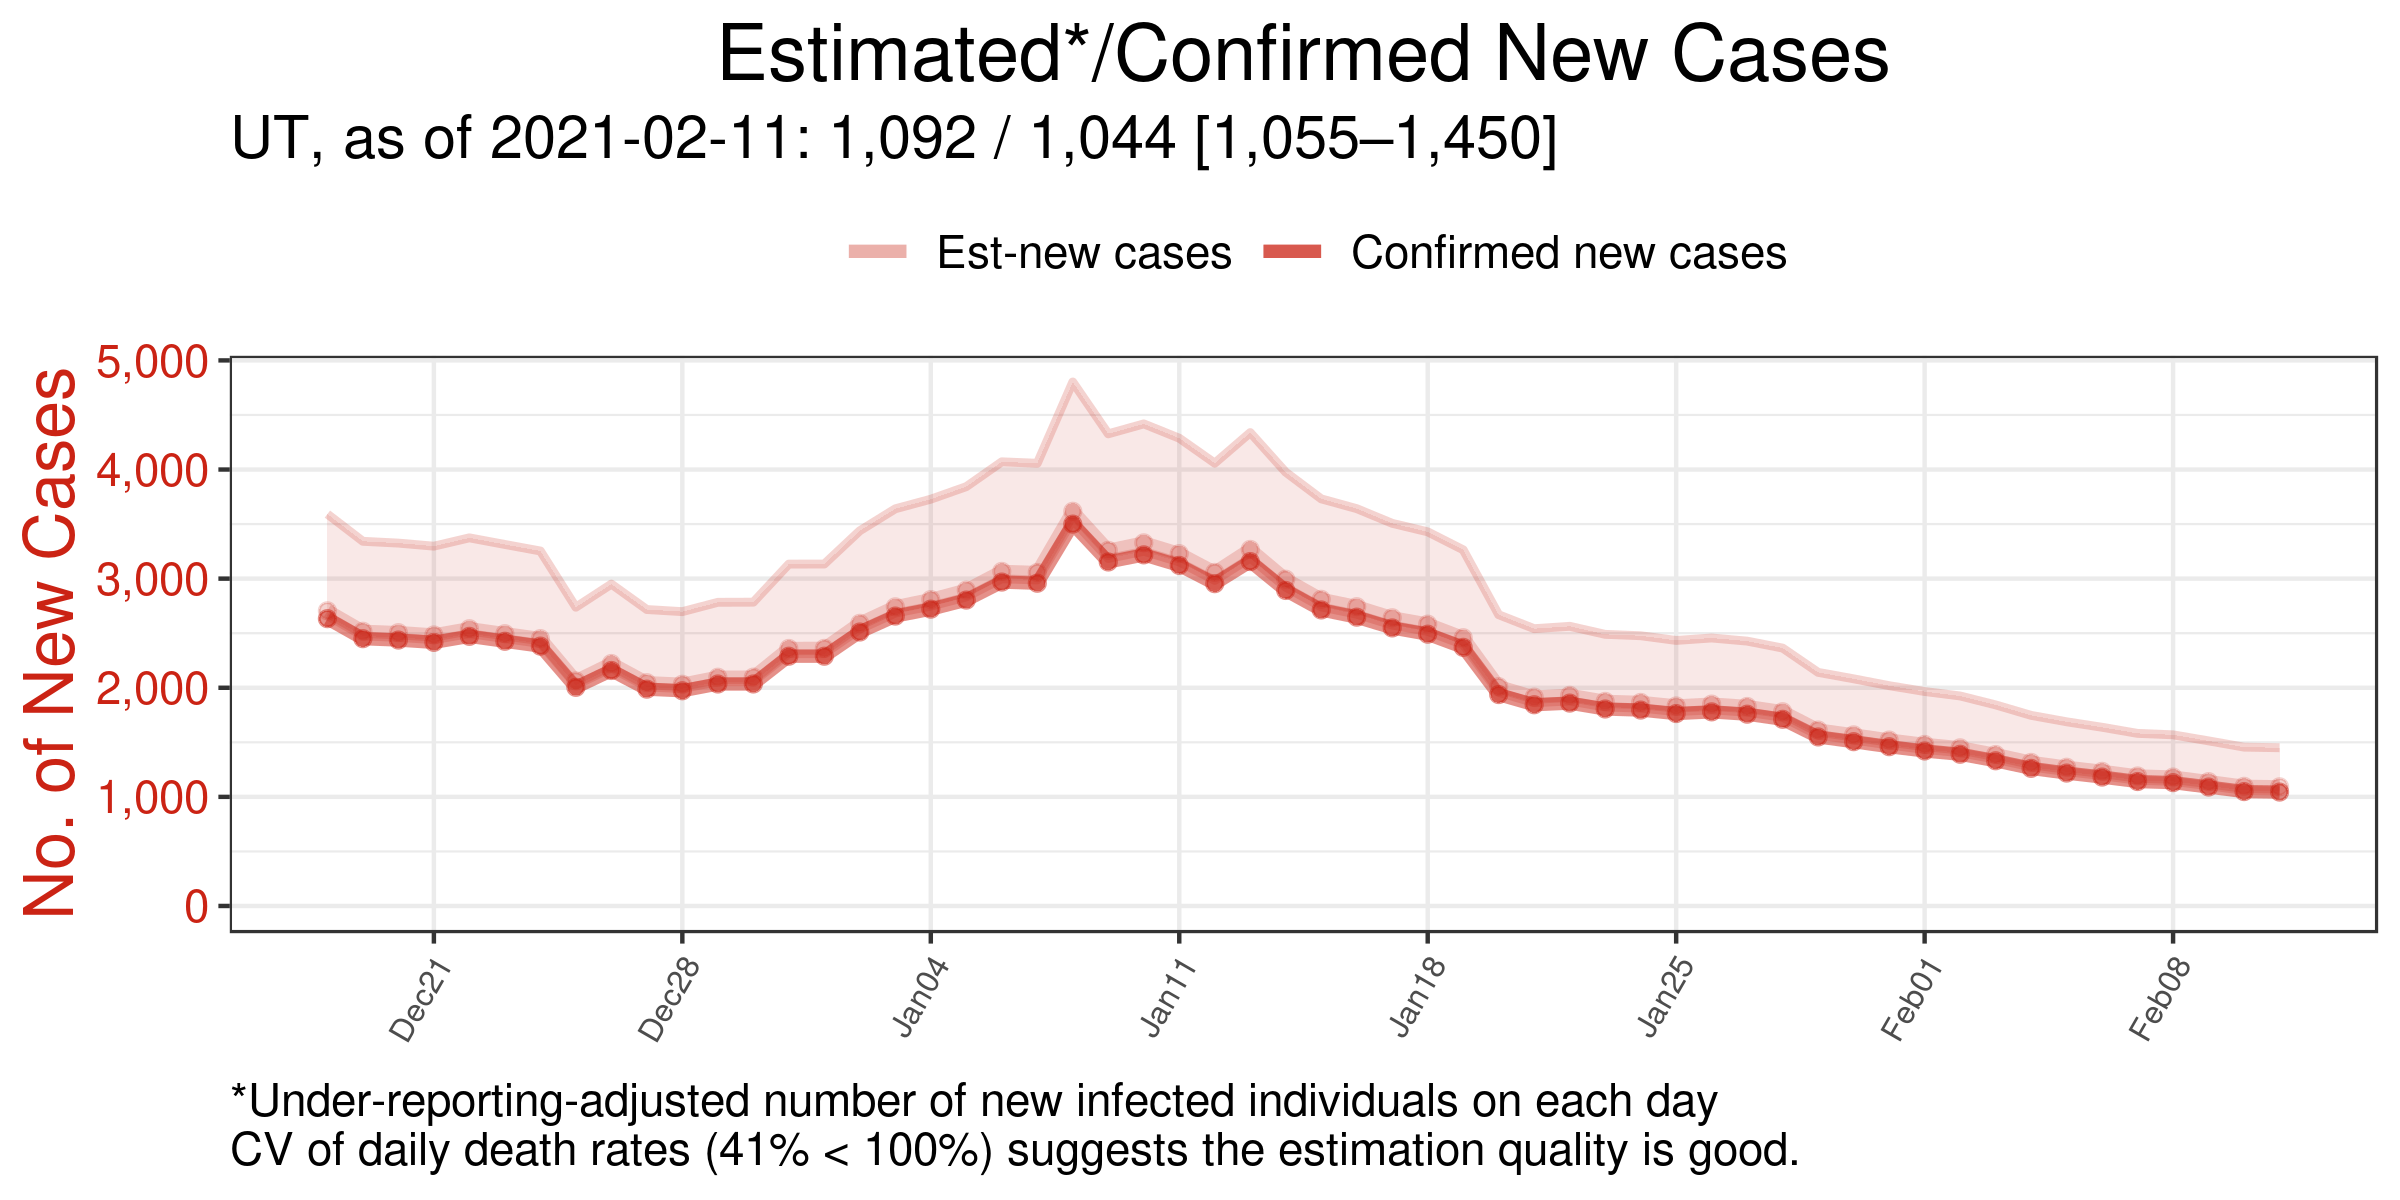 Estimated*/Confirmed New Cases
UT, as of 2021-02-11: 1,092 / 1,044 [1,055–1,450]
Est-new cases
Confirmed new cases
No. of New Cases
5,000
4,000
3,000
2,000
1,000
0
Dec21
Dec28
Jan04
Jan11
Jan18
Jan25
Feb01
Feb08
*Under-reporting-adjusted number of new infected individuals on each day
CV of daily death rates (41% < 100%) suggests the estimation quality is good.